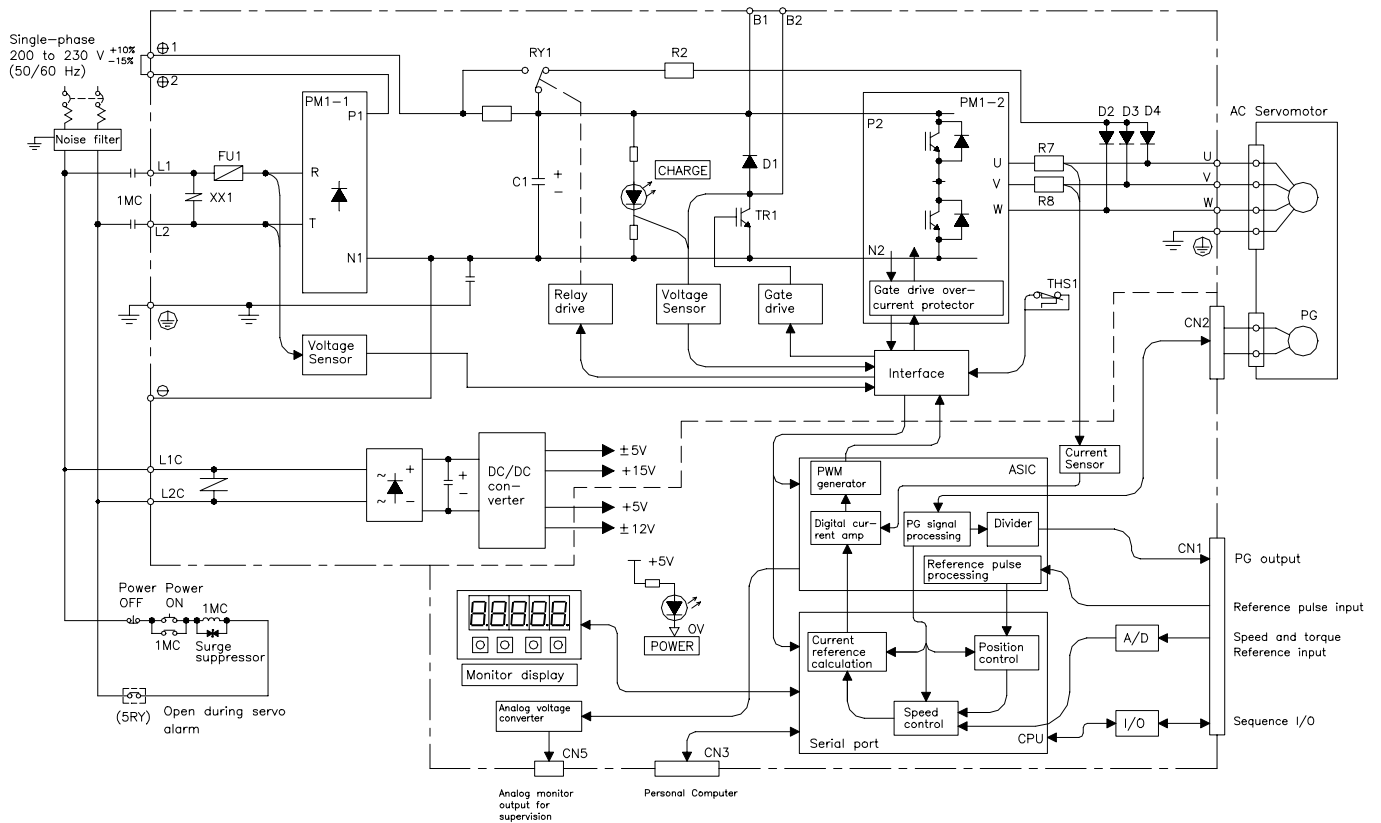 B1 B2
Single-phase
200 to 230 V +10% -15%
(50/60 Hz)
⊕1
⊕2
RY1
R2
PM1-1
P1
PM1-2
P2
D2 D3 D4
AC Servomotor
Noise filter
FU1
L1
R
XX1
1MC
L2
T
C1
+
-
CHARGE
D1
TR1
U
V
W
R7
R8
U
V
W
N1
N2
Relay
drive
Voltage
Sensor
Gate
drive
Gate drive over-
current protector
THS1
CN2
PG
Voltage
Sensor
Interface
⊖
L1C
L2C
~
~
+
-
+
-
DC/DC
con-
verter
±5V
+15V
+5V
±12V
Current
Sensor
PWM
generator
ASIC
Digital cur-
rent amp
PG signal
processing
Divider
CN1
PG output
Reference pulse
processing
Reference pulse input
Power
OFF
Power
ON
1MC
1MC
Surge
suppressor
(5RY)
Open during servo
alarm
+5V
0V
POWER
88888
Monitor display
Current
reference
calculation
Position
control
A/D
Speed and torque
Reference input
Analog voltage
converter
Speed
control
I/O
Sequence I/O
CPU
Serial port
CN5
CN3
Analog monitor
output for
supervision
Personal Computer